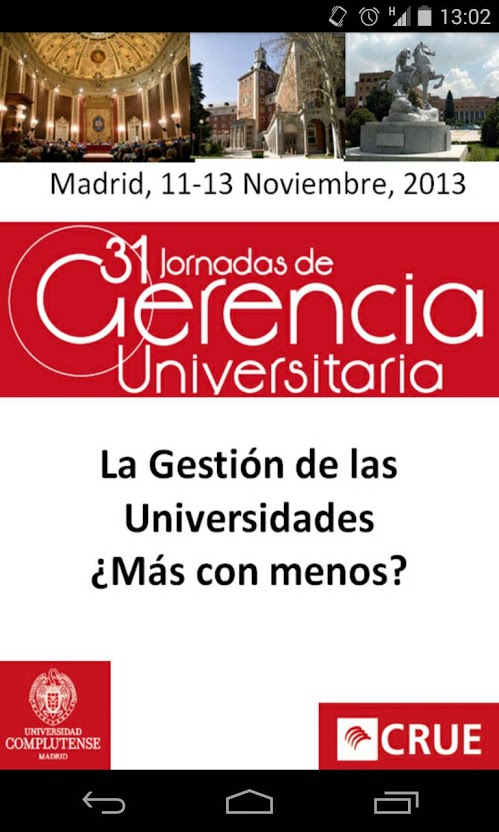 H 13:02
Madrid, 11-13 Noviembre, 2013
31 Jornadas de
Gerencia
Universitaria
La Gestión de las
Universidades
¿Más con menos?
UNIVERSIDAD
COMPLUTENSE
MADRID
CRUE